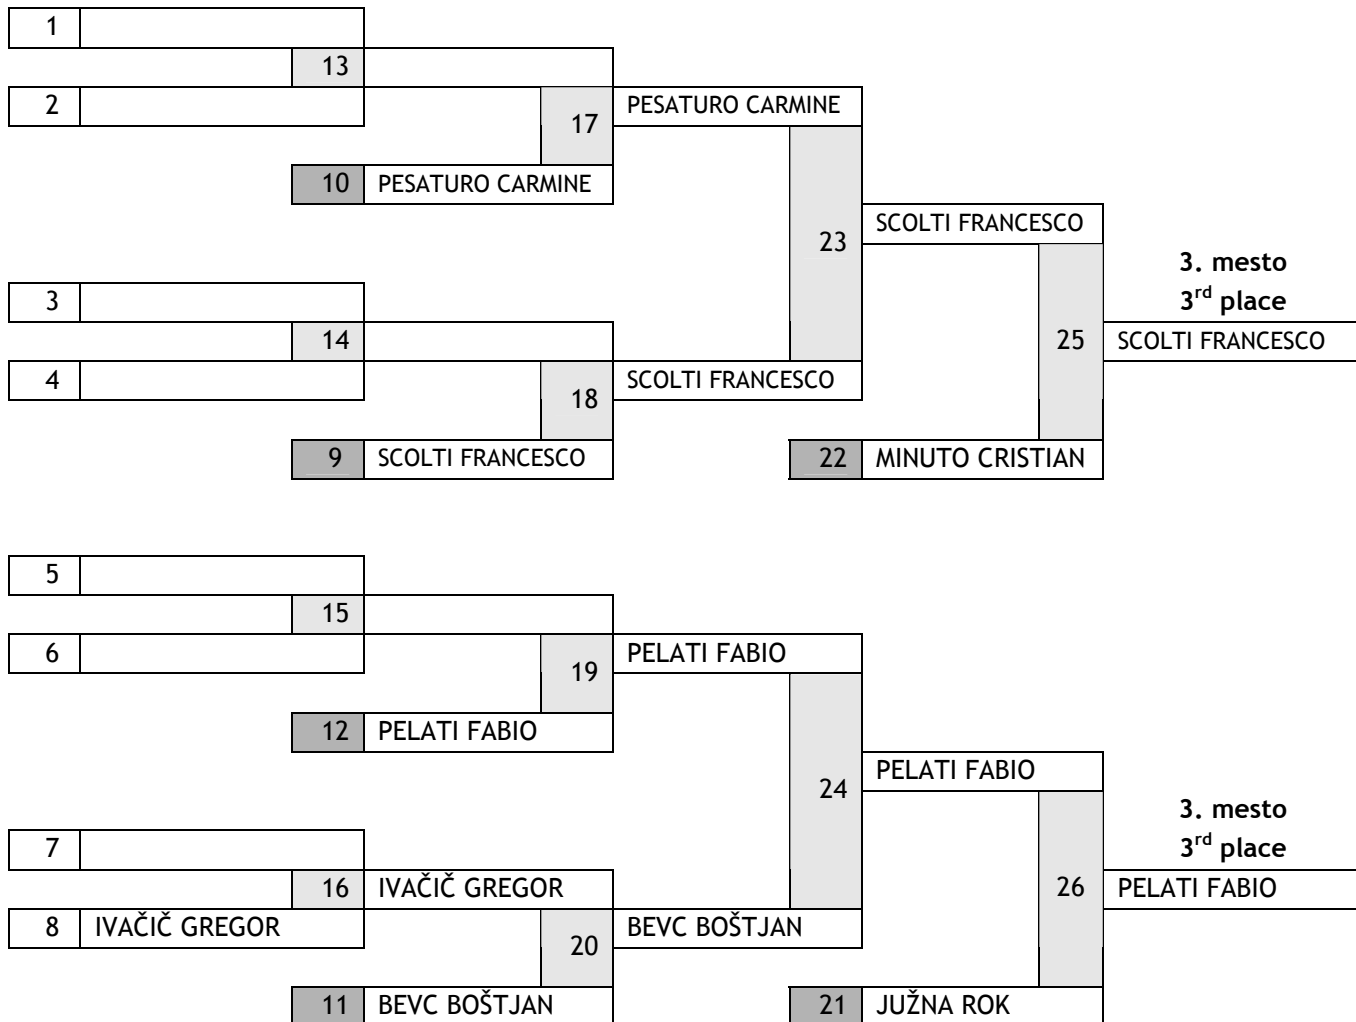 1
13
2
17
PESATURO CARMINE
10 PESATURO CARMINE
23
SCOLTI FRANCESCO
3. mesto
3rd place
3
14
25
SCOLTI FRANCESCO
4
18
SCOLTI FRANCESCO
9 SCOLTI FRANCESCO
22 MINUTO CRISTIAN
5
15
6
19
PELATI FABIO
12 PELATI FABIO
24
PELATI FABIO
3. mesto
3rd place
7
16 IVAČIČ GREGOR
26
PELATI FABIO
8 IVAČIČ GREGOR
20
BEVC BOŠTJAN
11 BEVC BOŠTJAN
21 JUŽNA ROK